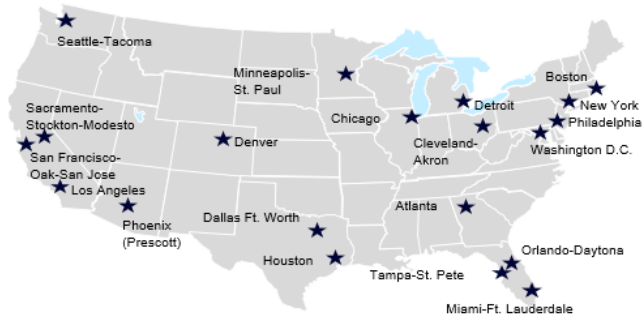 Seattle-Tacoma
Minneapolis-
St. Paul
Boston
New York
Philadelphia
Washington D.C.
Detroit
Cleveland-
Akron
Chicago
Sacramento-
Stockton-Modesto
Denver
San Francisco-
Oak-San Jose
Los Angeles
Phoenix
(Prescott)
Dallas Ft. Worth
Houston
Atlanta
Orlando-Daytona
Tampa-St. Pete
Miami-Ft. Lauderdale